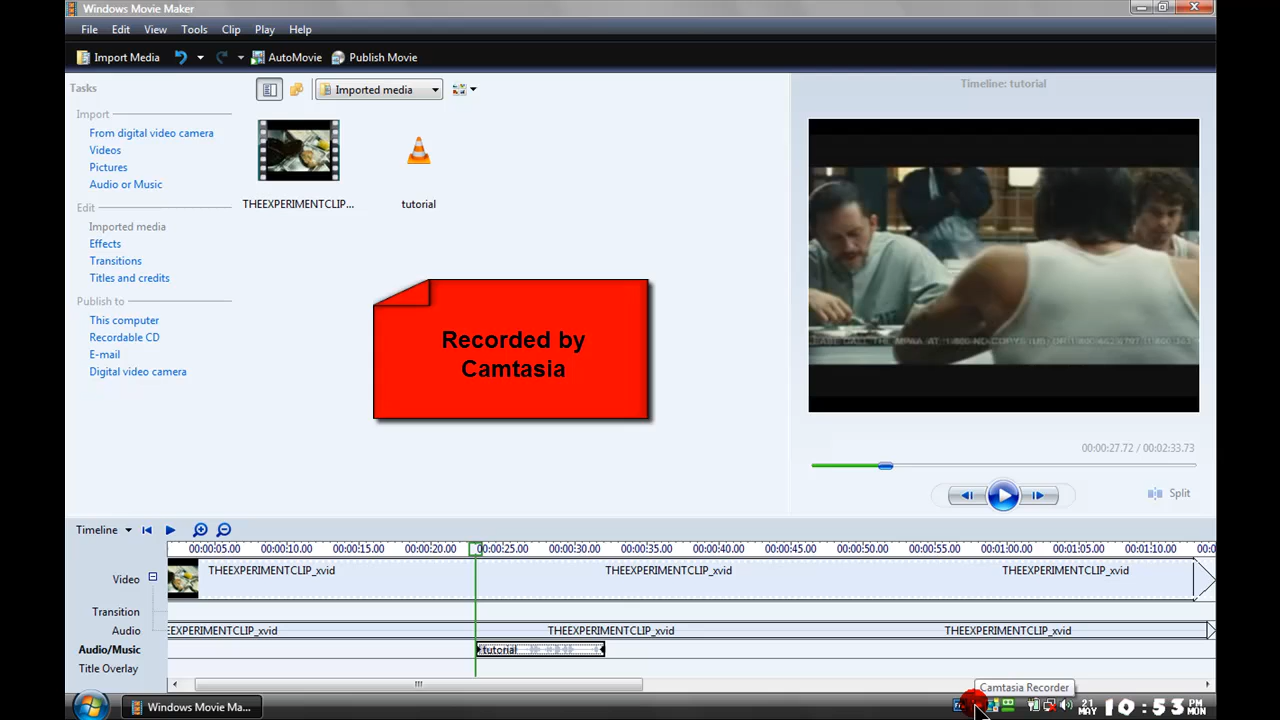 Windows Movie Maker
File Edit View Tools Clip Play Help
Import Media AutoMovie Publish Movie
Tasks
Imported media
Timeline: tutorial
Import
From digital video camera
Videos
Pictures
Audio or Music
THEEXPERIMENTCLIP... tutorial
Edit
Imported media
Effects
Transitions
Titles and credits
Publish to
This computer
Recordable CD
E-mail
Digital video camera
Recorded by
Camtasia
00:00:27.72 / 00:02:33.73
Split
Timeline
00:00:05.00 00:00:10.00 00:00:15.00 00:00:20.00 00:00:25.00 00:00:30.00 00:00:35.00 00:00:40.00 00:00:45.00 00:00:50.00 00:00:55.00 00:01:00.00 00:01:05.00 00:01:10.00 00:0
Video THEEXPERIMENTCLIP_xvid THEEXPERIMENTCLIP_xvid THEEXPERIMENTCLIP_xvid
Transition
Audio EXPERIMENTCLIP_xvid THEEXPERIMENTCLIP_xvid THEEXPERIMENTCLIP_xvid
Audio/Music tutorial
Title Overlay
Camtasia Recorder
Windows Movie Ma...
21 MAY 10:53 PM MON